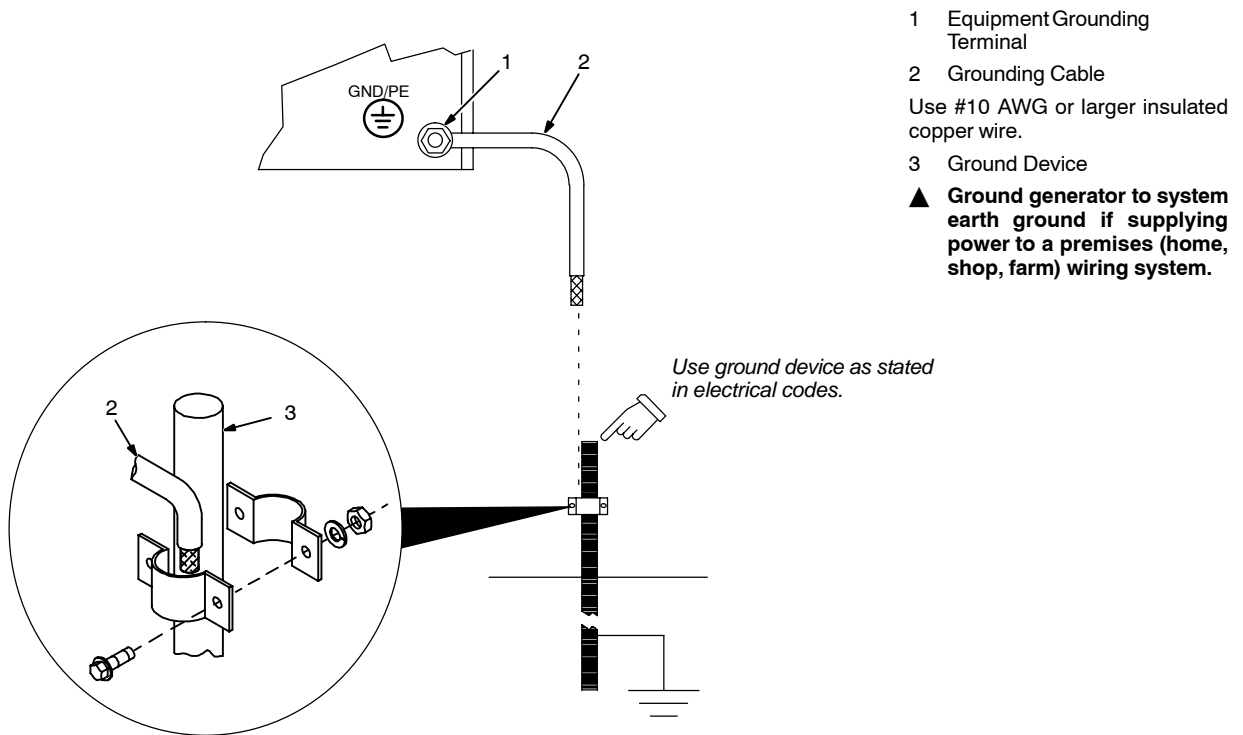 1 Equipment Grounding
Terminal
2 Grounding Cable
Use #10 AWG or larger insulated
copper wire.
3 Ground Device
▲ Ground generator to system
earth ground if supplying
power to a premises (home,
shop, farm) wiring system.
1
2
GND/PE
Use ground device as stated
in electrical codes.
2
3